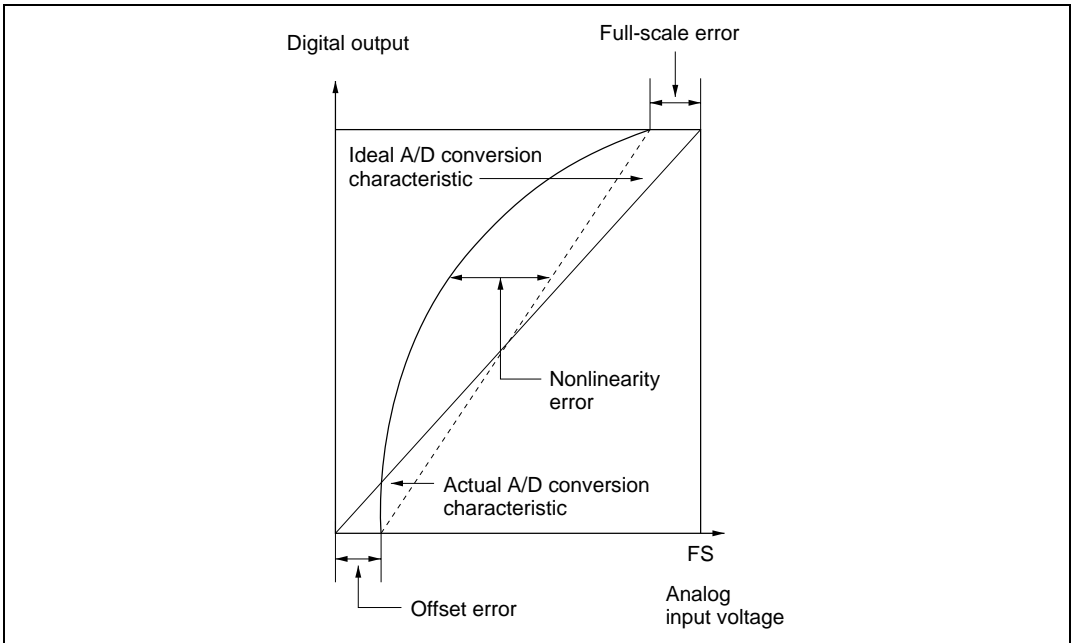 Full-scale error
Digital output
Ideal A/D conversion
characteristic
Nonlinearity
error
Actual A/D conversion
characteristic
FS
Offset error
Analog
input voltage